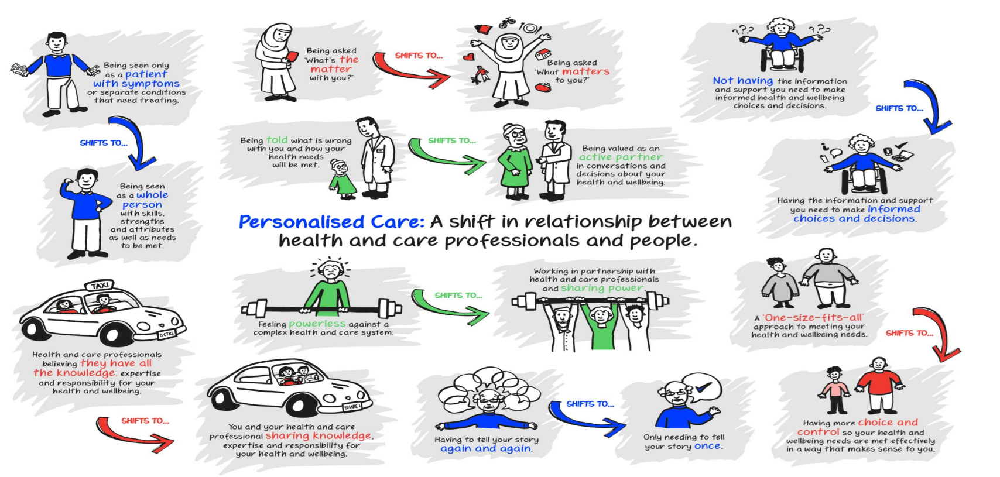 Being seen only
as a patient
with symptoms
or separate conditions
that need treating.
SHIFTS TO...
Being seen
as a whole
person
with skills,
strengths
and attributes
as well as needs
to be met.
Being asked
'What's the
matter
with you?'
SHIFTS TO...
Being asked
'What matters
to you?'
Not having the information
and support you need to make
informed health and wellbeing
choices and decisions.
SHIFTS TO...
Having the information and support
you need to make informed
choices and decisions.
Being told what is wrong
with you and how your
health needs
will be met.
SHIFTS TO...
Being valued as an
active partner
in conversations and
decisions about your
health and wellbeing.
Personalised Care: A shift in relationship between
health and care professionals and people.
TAXI
0 CTRL
Health and care professionals
believing they have all
the knowledge, expertise
and responsibility for your
health and wellbeing.
SHIFTS TO...
SHARE 1
You and your health and care
professional sharing knowledge,
expertise and responsibility for
your health and wellbeing.
Feeling powerless against a
complex health and care system.
SHIFTS TO...
Working in partnership with
health and care professionals
and sharing power.
Having to tell your story
again and again.
SHIFTS TO...
Only needing to tell
your story once.
A 'One-size-fits-all'
approach to meeting your
health and wellbeing needs.
SHIFTS TO...
Having more choice and
control so your health and
wellbeing needs are met effectively
in a way that makes sense to you.